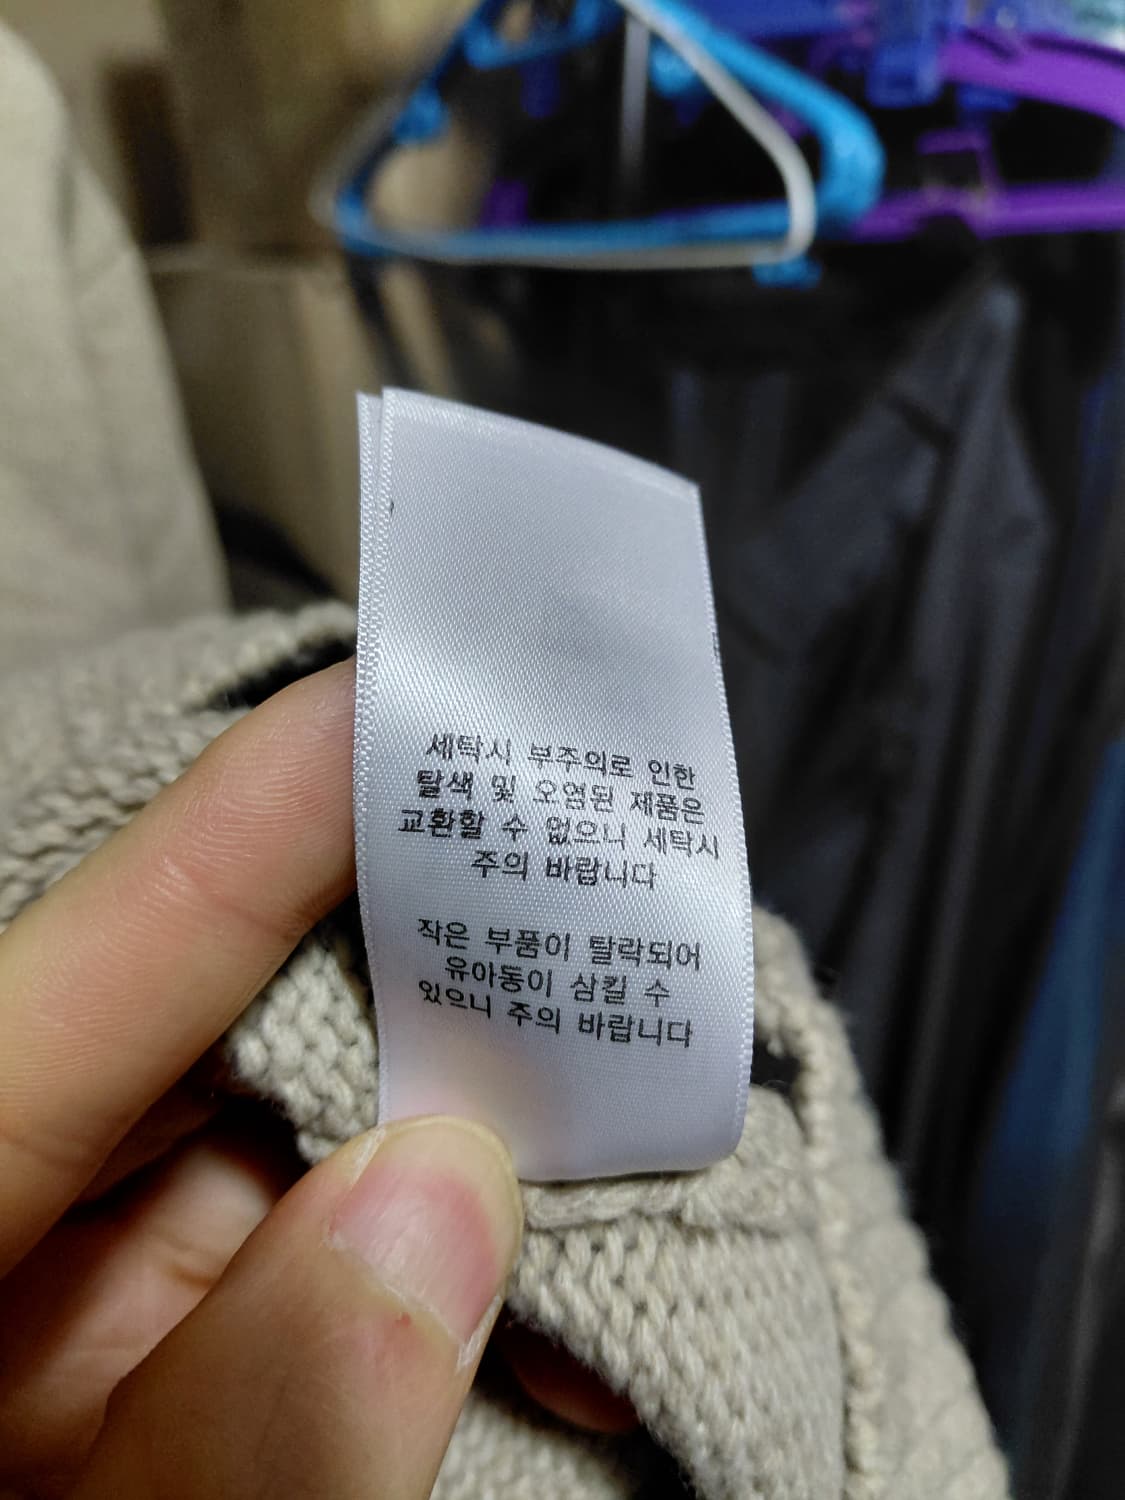 세탁시 부주의로 인한
탈색 및 오염된 제품은
교환할 수 없으니 세탁시
주의 바랍니다
작은 부품이 탈락되어
유아동이 삼킬 수
있으니 주의 바랍니다